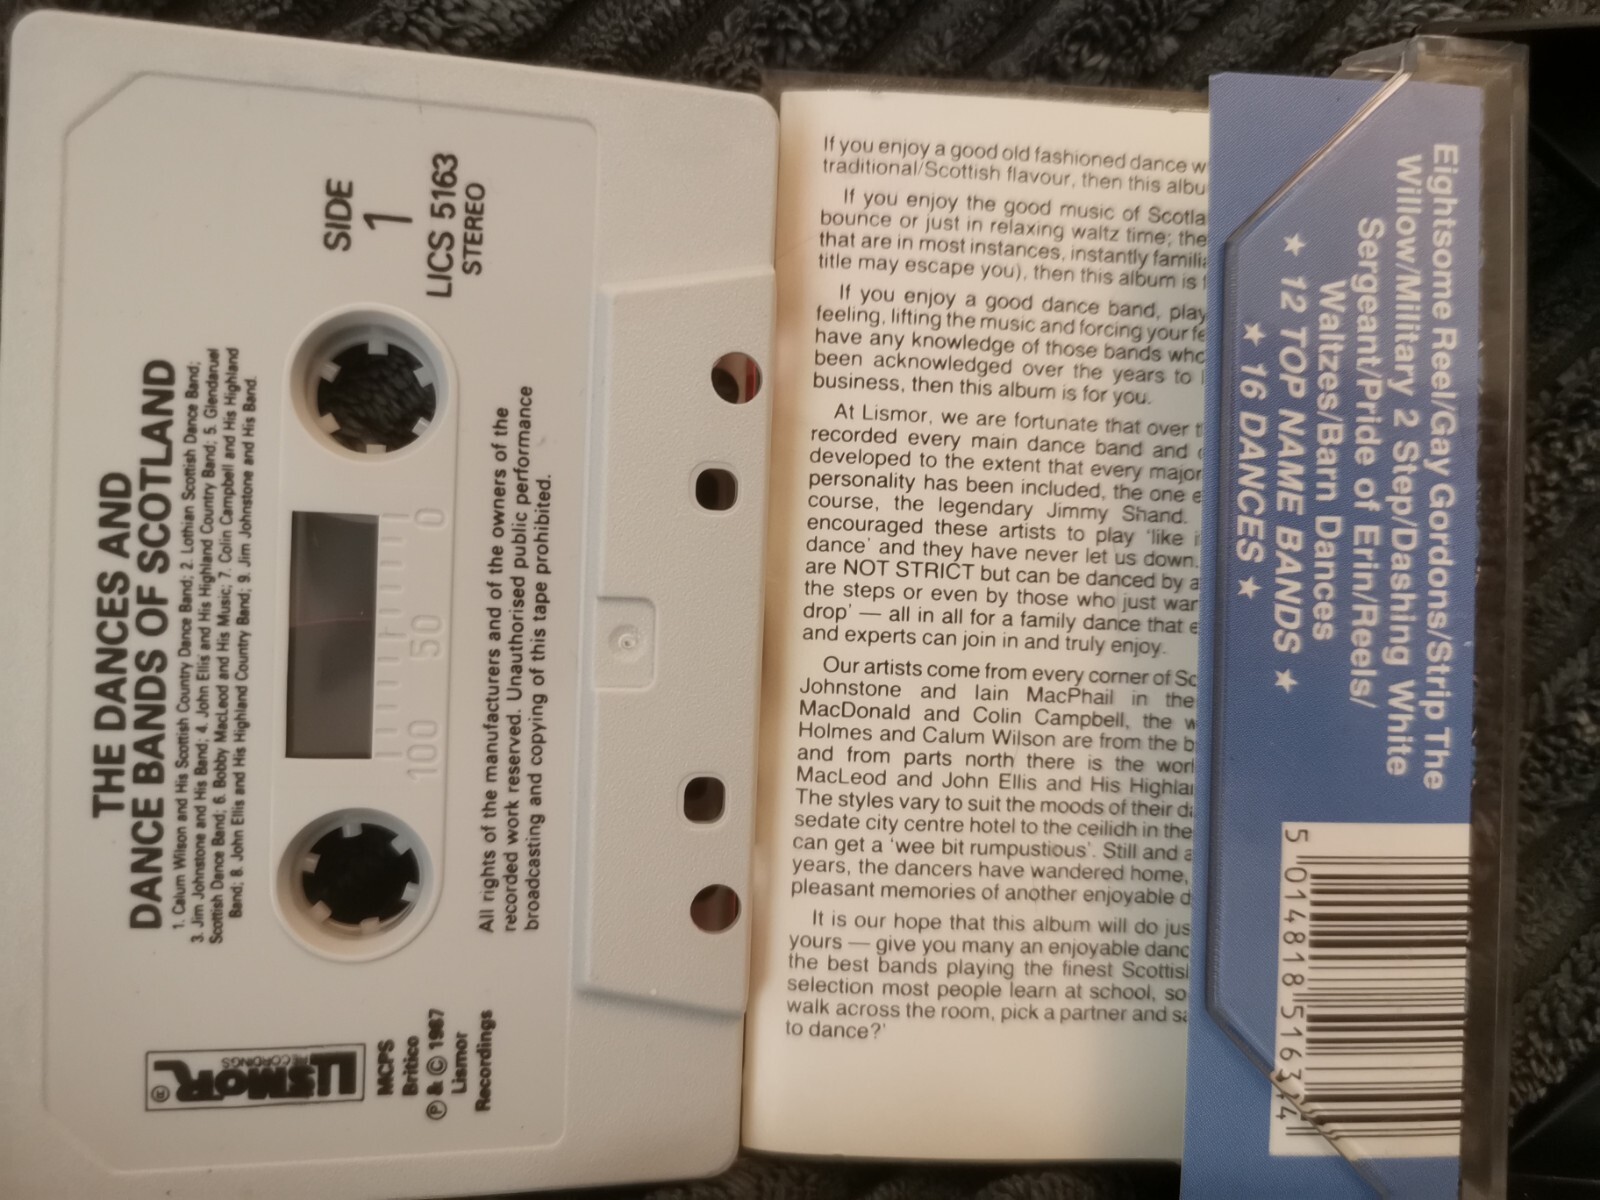 THE DANCES AND
DANCE BANDS OF SCOTLAND
1. Calum Wilson and His Scottish Country Dance Band; 2. Lothian Scottish Dance Band;
3. Jim Johnstone and His Band; 4. John Ellis and His Highland Country Band; 5. Glendaruel
Scottish Dance Band; 6. Bobby MacLeod and His Music; 7. Colin Campbell and His Highland
Band; 8. John Ellis and His Highland Country Band; 9. Jim Johnstone and His Band.
SIDE
1
LICS 5163
STEREO
100 50 0
LISMOR
RECORDINGS
®
MCPS
Britico
Ⓟ & © 1987
Lismor
Recordings
All rights of the manufacturers and of the owners of the
recorded work reserved. Unauthorised public performance
broadcasting and copying of this tape prohibited.
If you enjoy a good old fashioned dance w
traditional/Scottish flavour, then this albu
If you enjoy the good music of Scotla
bounce or just in relaxing waltz time; the
that are in most instances, instantly famili
title may escape you), then this album is
If you enjoy a good dance band, play
feeling, lifting the music and forcing your fe
have any knowledge of those bands who
been acknowledged over the years to
business, then this album is for you.
At Lismor, we are fortunate that over t
recorded every main dance band and
developed to the extent that every major
personality has been included, the one e
course, the legendary Jimmy Shand.
encouraged these artists to play 'like i
dance' and they have never let us down.
are NOT STRICT but can be danced by a
the steps or even by those who just wan
drop' — all in all for a family dance that e
and experts can join in and truly enjoy.
Our artists come from every corner of Sc
Johnstone and Iain MacPhail in the
MacDonald and Colin Campbell, the w
Holmes and Calum Wilson are from the b
and from parts north there is the worl
MacLeod and John Ellis and His Highlan
The styles vary to suit the moods of their da
sedate city centre hotel to the ceilidh in the
can get a 'wee bit rumpustious'. Still and a
years, the dancers have wandered home,
pleasant memories of another enjoyable d
It is our hope that this album will do jus
yours — give you many an enjoyable danc
the best bands playing the finest Scottis
selection most people learn at school, so
walk across the room, pick a partner and sa
to dance?'
Eightsome Reel/Gay Gordons/Strip The
Willow/Military 2 Step/Dashing White
Sergeant/Pride of Erin/Reels/
Waltzes/Barn Dances
★ 12 TOP NAME BANDS ★
★ 16 DANCES ★
5 014818 516344